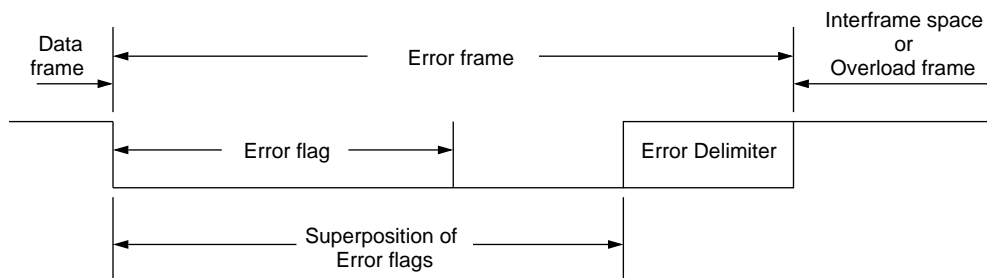 Data
frame
Error frame
Interframe space
or
Overload frame
Error flag
Error Delimiter
Superposition of
Error flags